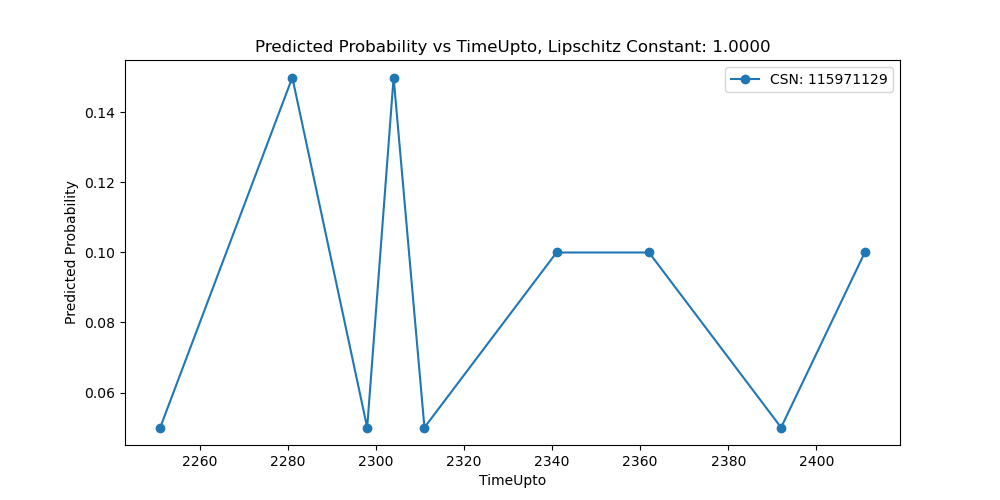 Predicted Probability vs TimeUpto, Lipschitz Constant: 1.0000
CSN: 115971129
0.14
0.12
0.10
0.08
0.06
Predicted Probability
2260 2280 2300 2320 2340 2360 2380 2400
TimeUpto